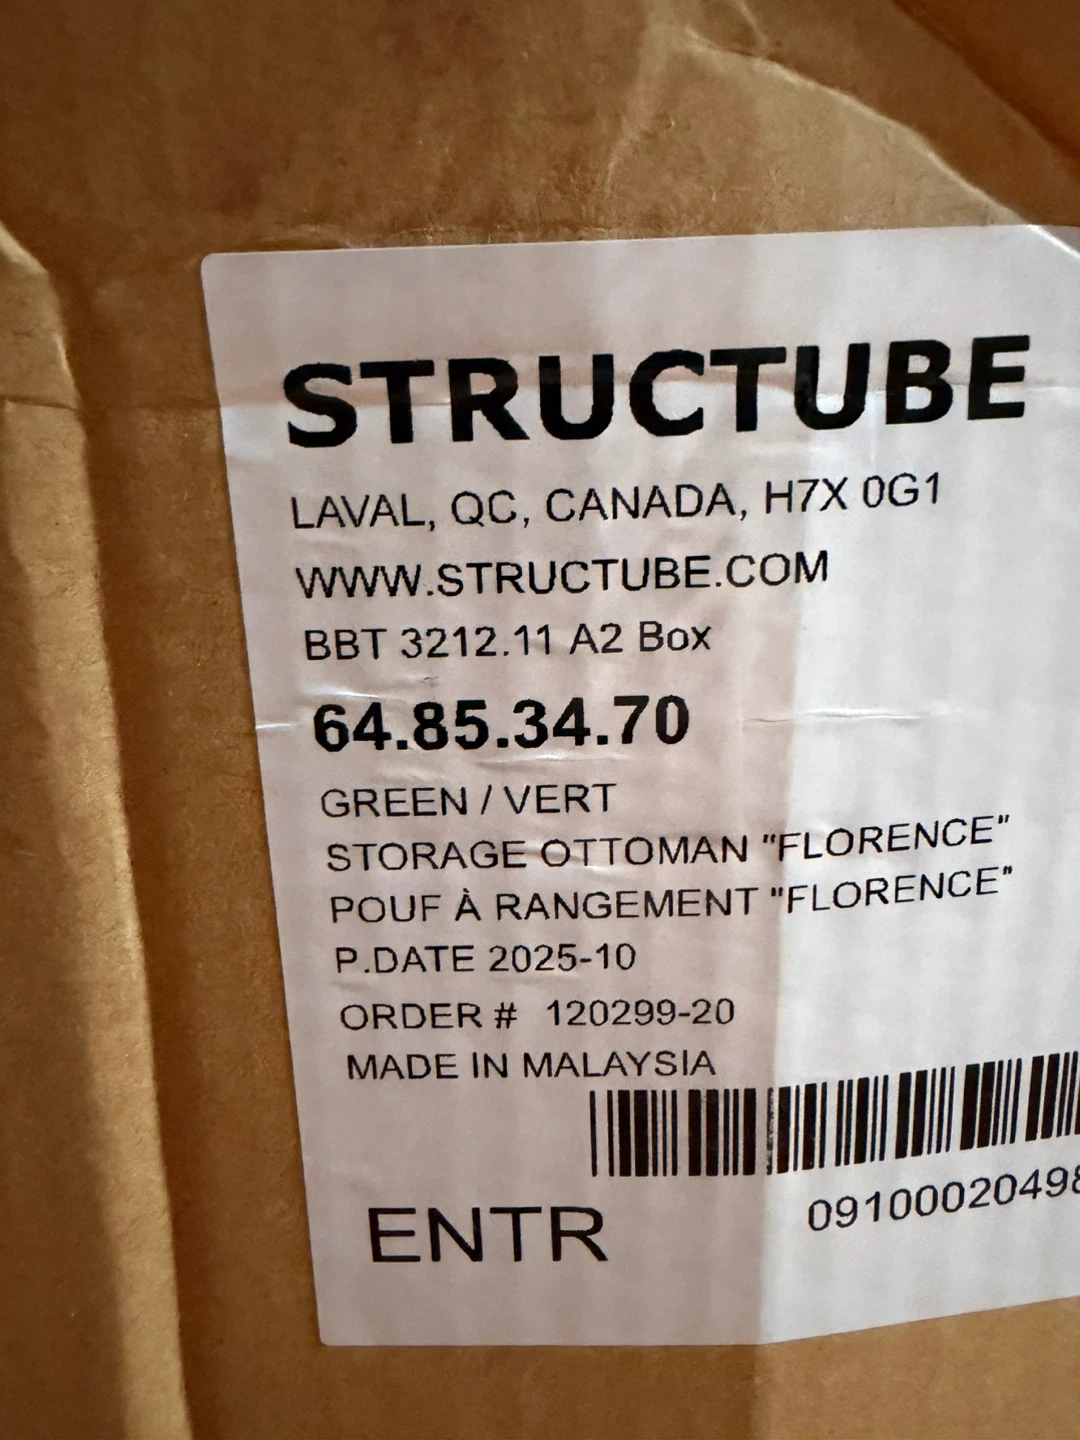 STRUCTUBE
LAVAL, QC, CANADA, H7X 0G1
WWW.STRUCTUBE.COM
BBT 3212.11 A2 Box
64.85.34.70
GREEN / VERT
STORAGE OTTOMAN "FLORENCE"
POUF À RANGEMENT "FLORENCE"
P.DATE 2025-10
ORDER # 120299-20
MADE IN MALAYSIA
ENTR